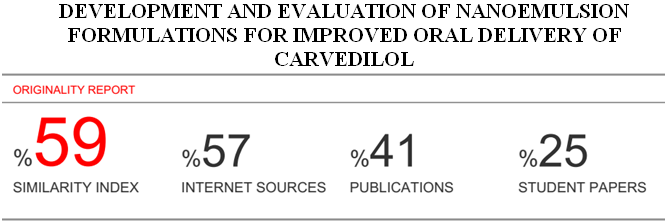 DEVELOPMENT AND EVALUATION OF NANOEMULSION
FORMULATIONS FOR IMPROVED ORAL DELIVERY OF
CARVEDILOL
ORIGINALITY REPORT
%59 %57 %41 %25
SIMILARITY INDEX INTERNET SOURCES PUBLICATIONS STUDENT PAPERS